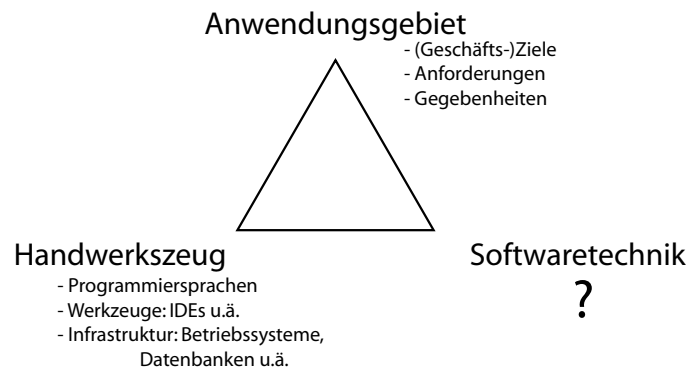 Anwendungsgebiet
- (Geschäfts-)Ziele
- Anforderungen
- Gegebenheiten
Handwerkszeug
- Programmiersprachen
- Werkzeuge: IDEs u.ä.
- Infrastruktur: Betriebssysteme,
Datenbanken u.ä.
Softwaretechnik
?